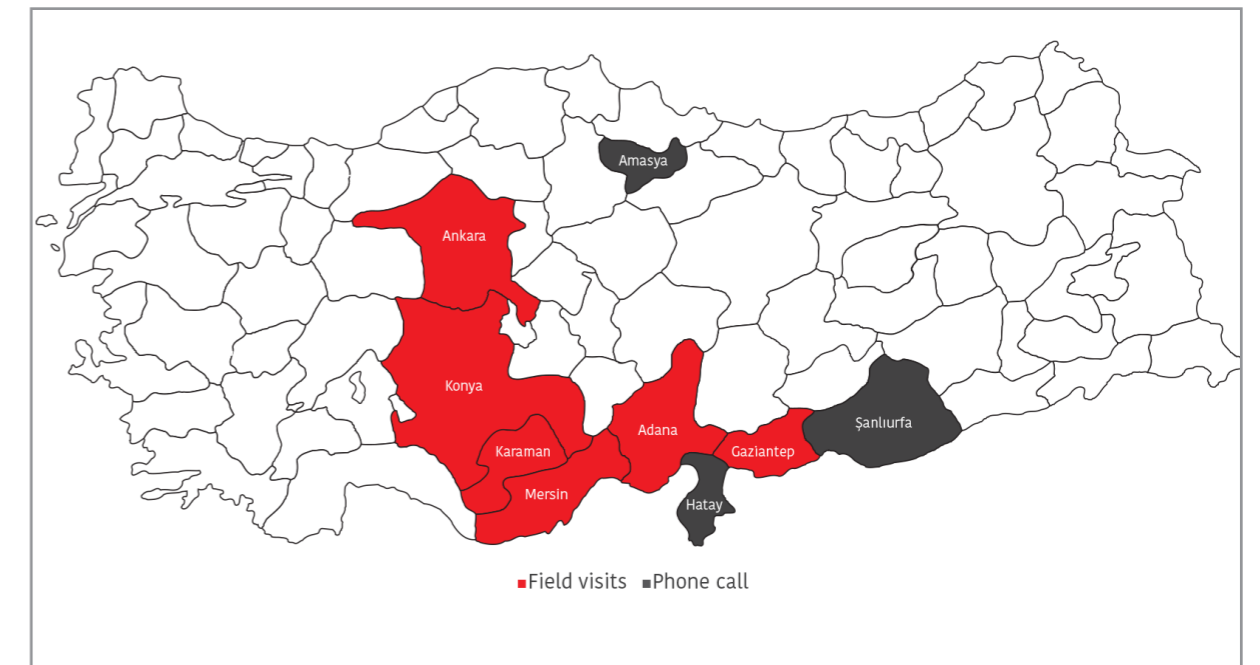 Amasya
Ankara
Konya
Adana
Şanlıurfa
Karaman
Gaziantep
Mersin
Hatay
Field visits Phone call